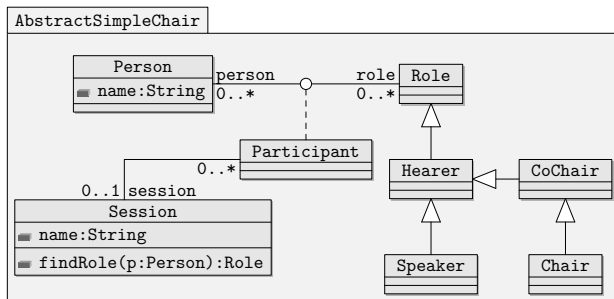 AbstractSimpleChair
Person
name:String
person
0..*
role
0..*
Role
Participant
0..*
0..1 session
Session
name:String
findRole(p:Person):Role
Hearer
CoChair
Speaker
Chair